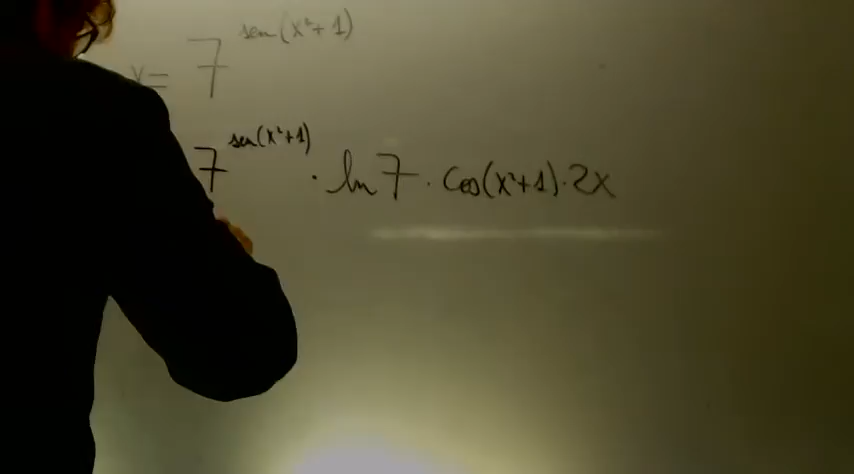 y = 7^sen(x²+1)
7^sen(x²+1) · ln 7 · Cos(x²+1) · 2x